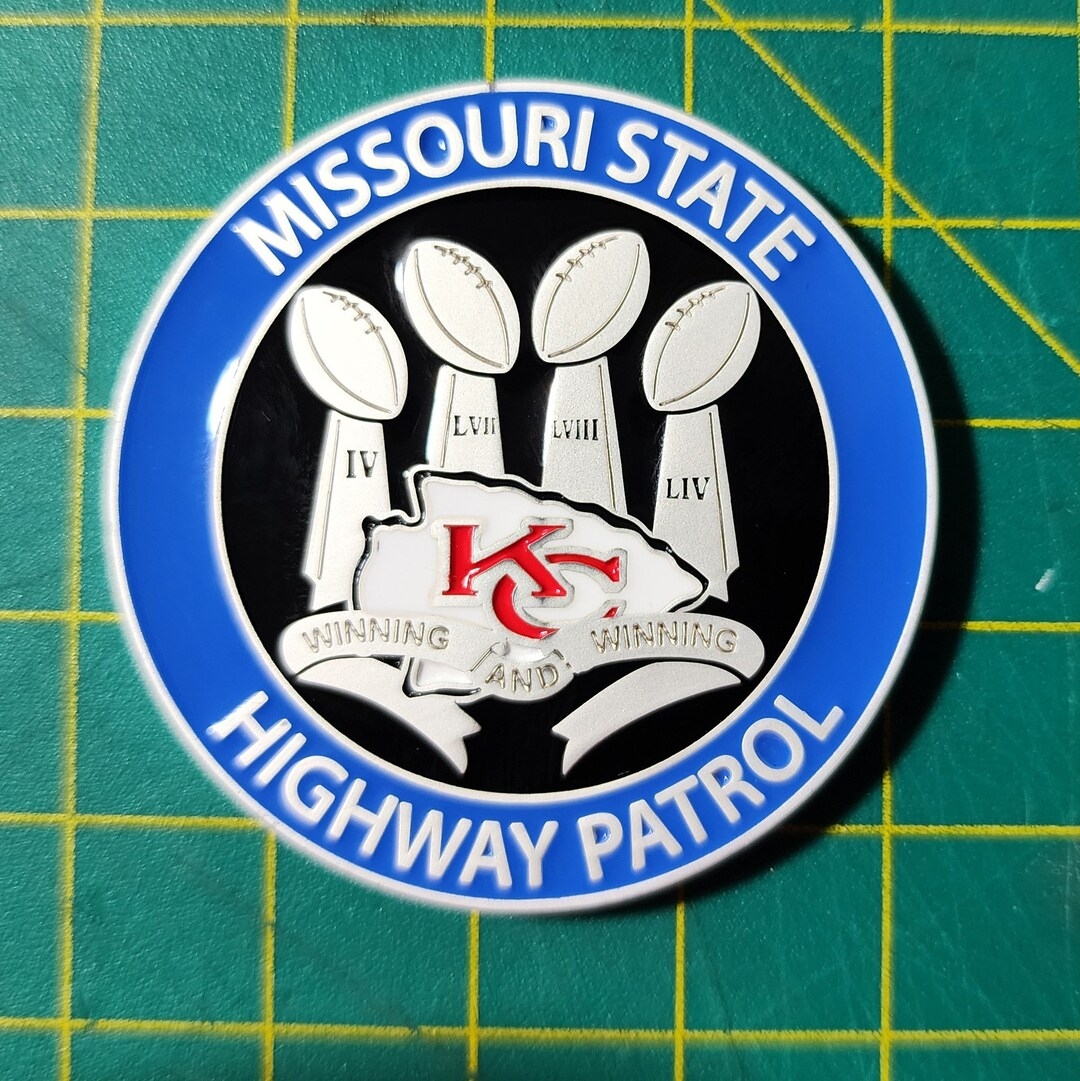 MISSOURI STATE
IV
LVII
LVIII
LIV
KC
WINNING
AND
WINNING
HIGHWAY PATROL